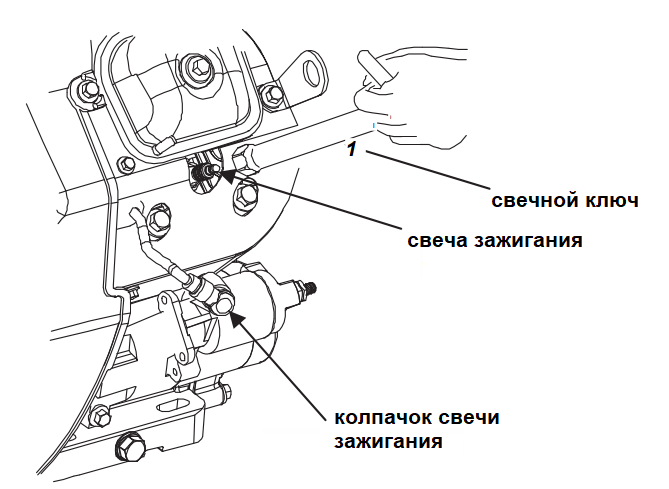 1
свечной ключ
свеча зажигания
колпачок свечи
зажигания